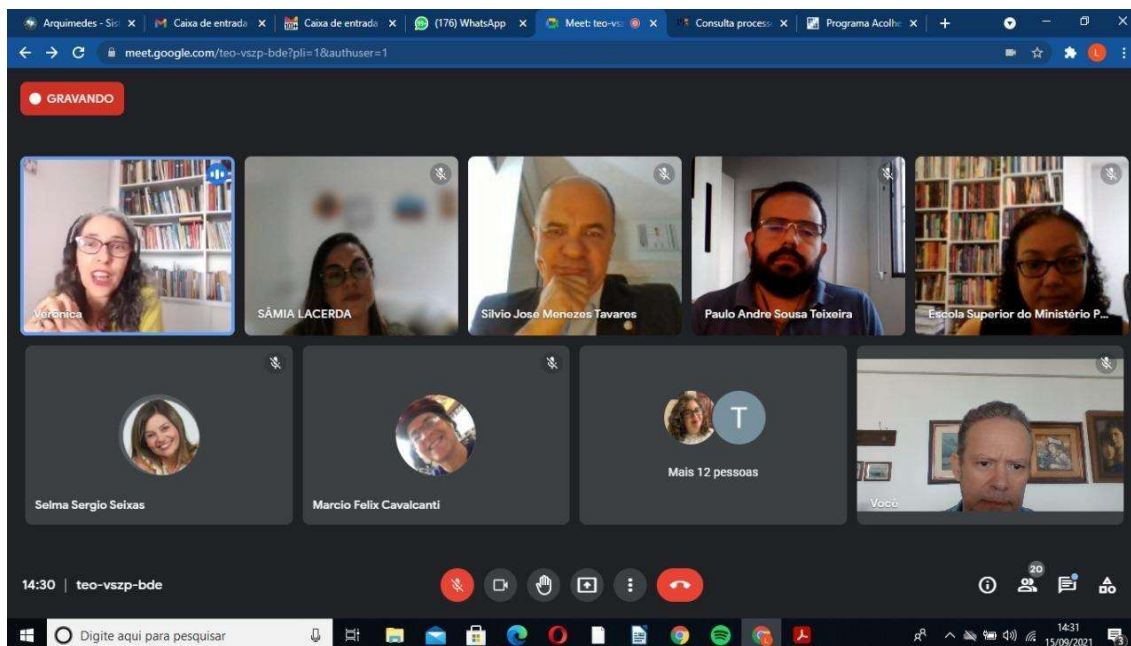 Arquimedes - Sis
Caixa de entrada
Caixa de entrada
(176) WhatsApp
Meet: teo-vs
Consulta process
Programa Acolhe
meet.google.com/teo-vszp-bde?pli=1&authuser=1
L
GRAVANDO
Verônica
SÂMIA LACERDA
Silvio José Menezes Tavares
Paulo Andre Sousa Teixeira
Escola Superior do Ministério P...
Selma Sergio Seixas
Marcio Felix Cavalcanti
T
Mais 12 pessoas
Você
14:30 | teo-vszp-bde
20
Digite aqui para pesquisar
14:31
15/09/2021
3